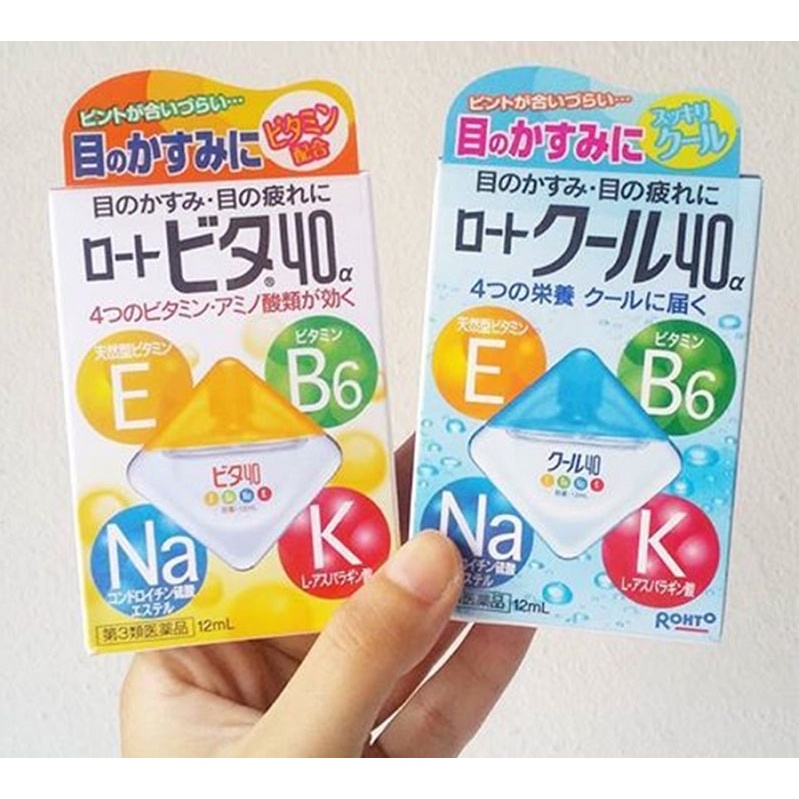 ピントが合いづらい…
目のかすみに
ビタミン
配合
目のかすみ・目の疲れに
ロートビタ®40α
4つのビタミン・アミノ酸類が効く
天然型ビタミン
E
ビタミン
B6
ビタ40
Na
コンドロイチン硫酸
エステル
K
L-アスパラギン酸
第3類医薬品 12mL
ピントが合いづらい…
目のかすみに
スッキリ
クール
目のかすみ・目の疲れに
ロートクール40α
4つの栄養 クールに届く
天然型ビタミン
E
ビタミン
B6
クール40
Na
イチン硫酸
ステル
K
L-アスパラギン酸
医薬品 12mL
ROHTO